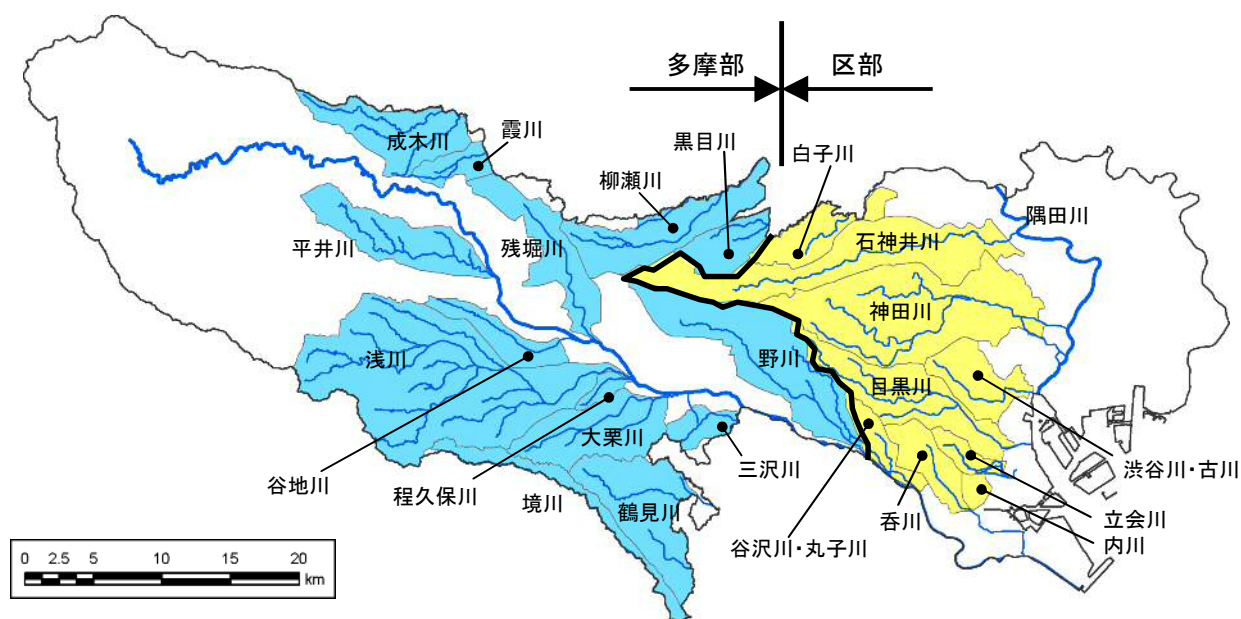 多摩部
区部
成木川
霞川
黒目川
白子川
柳瀬川
隅田川
石神井川
平井川
残堀川
神田川
浅川
野川
目黒川
大栗川
三沢川
渋谷川・古川
谷地川
程久保川
境川
鶴見川
呑川
立会川
谷沢川・丸子川
内川
0 2.5 5 10 15 20
km